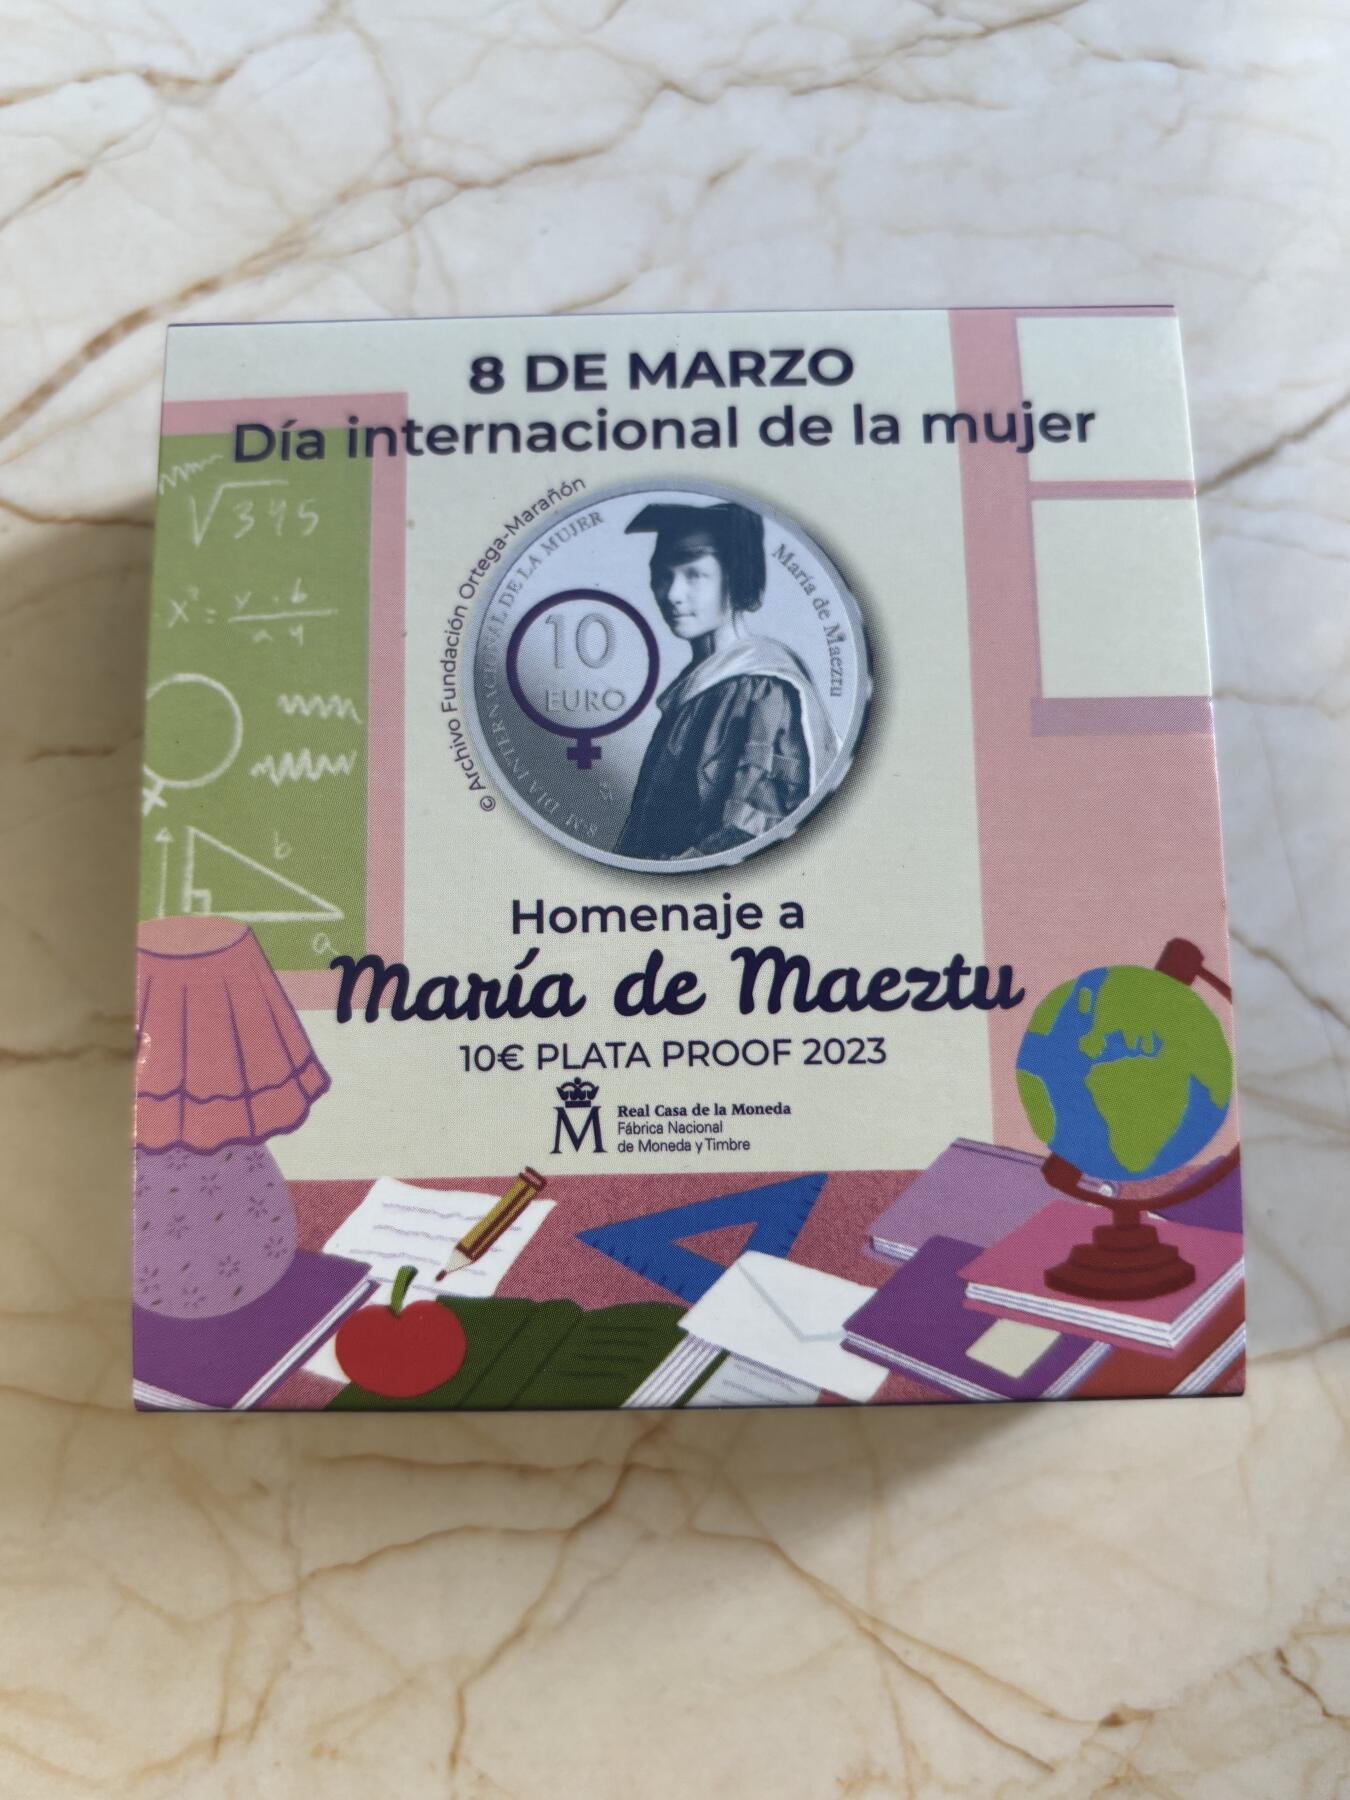 8 DE MARZO
Día internacional de la mujer
© Archivo Fundación Ortega-Marañón
8-M DÍA INTERNACIONAL DE LA MUJER
María de Maeztu
10
EURO
√345
b
a
Homenaje a
María de Maeztu
10€ PLATA PROOF 2023
M
Real Casa de la Moneda
Fábrica Nacional
de Moneda y Timbre